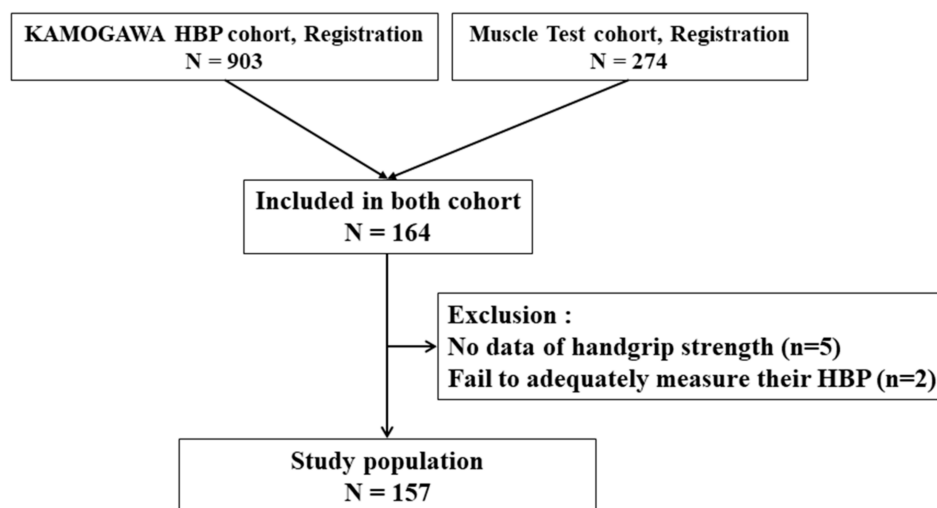 KAMOGAWA HBP cohort, Registration
N = 903
Muscle Test cohort, Registration
N = 274
Included in both cohort
N = 164
Exclusion :
No data of handgrip strength (n=5)
Fail to adequately measure their HBP (n=2)
Study population
N = 157